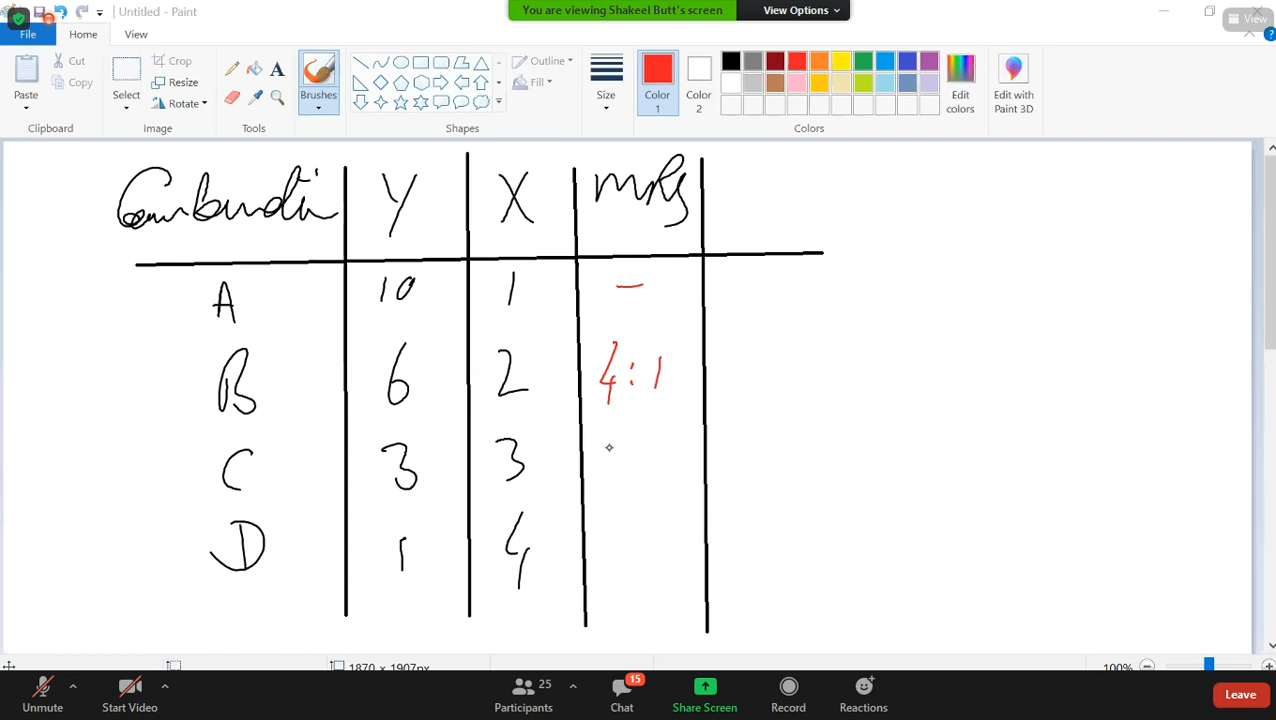 Untitled - Paint
You are viewing Shakeel Butt's screen
View Options
View
File
Home
View
Paste
Cut
Copy
Clipboard
Select
Crop
Resize
Rotate
Image
A
Tools
Brushes
Outline
Fill
Shapes
Size
Color 1
Color 2
Edit colors
Colors
Edit with Paint 3D
Combination Y X MRS
A 10 1 –
B 6 2 4:1
C 3 3
D 1 4
1870 × 1907px
100%
Unmute
Start Video
25
Participants
15
Chat
Share Screen
Record
Reactions
Leave